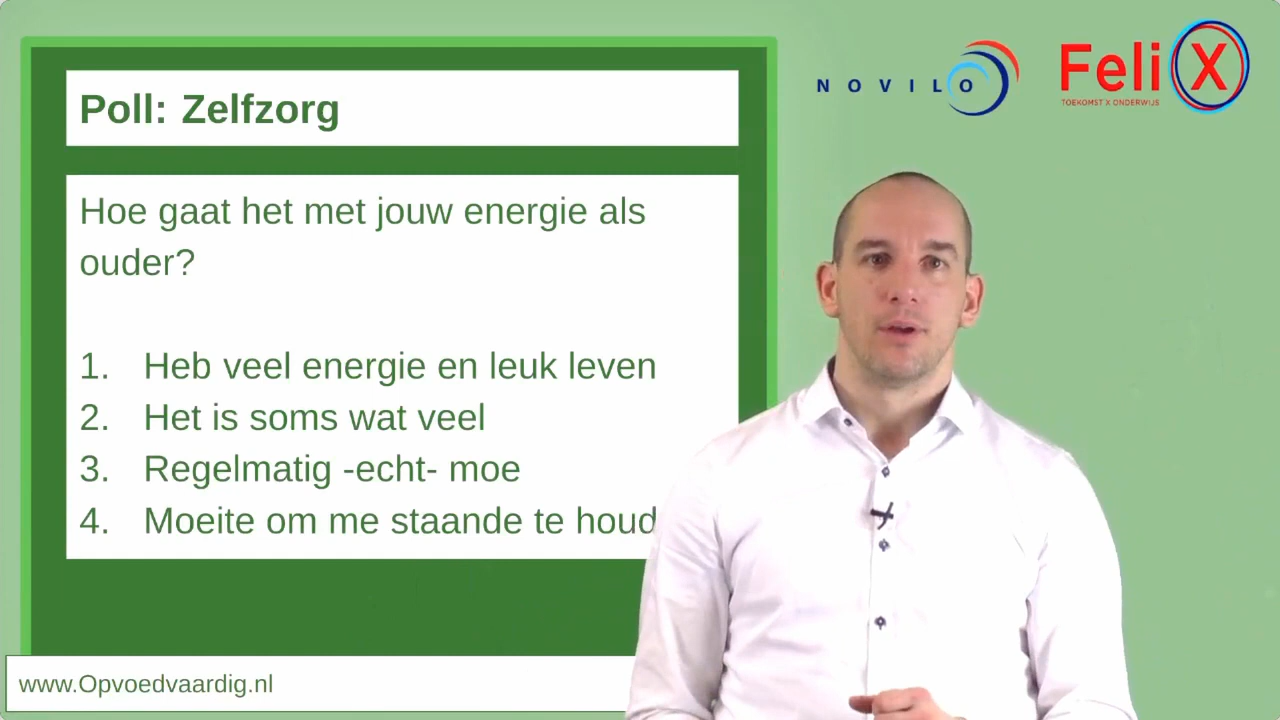 Poll: Zelfzorg
NOVILO
FeliX
TOEKOMST X ONDERWIJS
Hoe gaat het met jouw energie als
ouder?
1. Heb veel energie en leuk leven
2. Het is soms wat veel
3. Regelmatig -echt- moe
4. Moeite om me staande te houd
www.Opvoedvaardig.nl